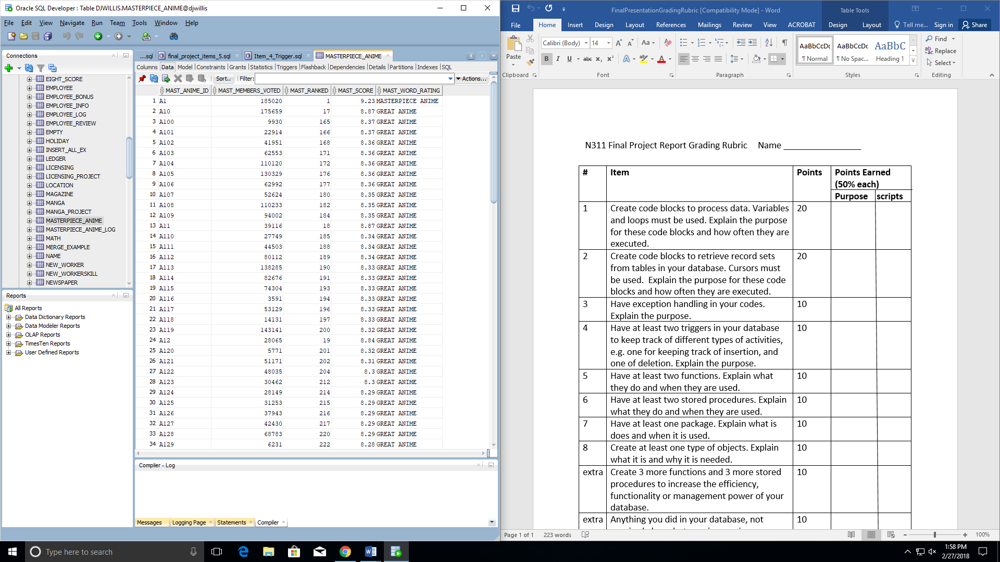 Oracle SQL Developer : Table DJWILLIS.MASTERPIECE_ANIME@djwillis
File Edit View Navigate Run Team Tools Window Help
Connections
EIGHT_SCORE
EMPLOYEE
EMPLOYEE_BONUS
EMPLOYEE_INFO
EMPLOYEE_LOG
EMPLOYEE_REVIEW
EMPTY
HOLIDAY
INSERT_ALL_EX
LEDGER
LICENSING
LICENSING_PROJECT
LOCATION
MAGAZINE
MANGA
MANGA_PROJECT
MASTERPIECE_ANIME
MASTERPIECE_ANIME_LOG
MATH
MERGE_EXAMPLE
NAME
NEW_WORKER
NEW_WORKERSKILL
NEWSPAPER
Reports
All Reports
Data Dictionary Reports
Data Modeler Reports
OLAP Reports
TimesTen Reports
User Defined Reports
...sql final_project_items_5.sql Item_4_Trigger.sql MASTERPIECE_ANIME
Columns Data Model Constraints Grants Statistics Triggers Flashback Dependencies Details Partitions Indexes SQL
Sort.. Filter: Actions...
MAST_ANIME_ID MAST_MEMBERS_VOTED MAST_RANKED MAST_SCORE MAST_WORD_RATING
1 A1 185020 1 9.23 MASTERPIECE ANIME
2 A10 175659 17 8.87 GREAT ANIME
3 A100 9930 165 8.37 GREAT ANIME
4 A101 22914 166 8.37 GREAT ANIME
5 A102 41951 168 8.36 GREAT ANIME
6 A103 62553 171 8.36 GREAT ANIME
7 A104 110120 172 8.36 GREAT ANIME
8 A105 130329 176 8.36 GREAT ANIME
9 A106 62992 177 8.36 GREAT ANIME
10 A107 52624 180 8.35 GREAT ANIME
11 A108 110233 182 8.35 GREAT ANIME
12 A109 94002 184 8.35 GREAT ANIME
13 A11 39116 18 8.87 GREAT ANIME
14 A110 27749 185 8.34 GREAT ANIME
15 A111 44503 188 8.34 GREAT ANIME
16 A112 80112 189 8.34 GREAT ANIME
17 A113 138285 190 8.33 GREAT ANIME
18 A114 82676 191 8.33 GREAT ANIME
19 A115 74304 193 8.33 GREAT ANIME
20 A116 3591 194 8.33 GREAT ANIME
21 A117 53129 196 8.33 GREAT ANIME
22 A118 14131 197 8.33 GREAT ANIME
23 A119 143141 200 8.32 GREAT ANIME
24 A12 28065 19 8.84 GREAT ANIME
25 A120 5771 201 8.32 GREAT ANIME
26 A121 51171 202 8.31 GREAT ANIME
27 A122 48035 204 8.3 GREAT ANIME
28 A123 30462 212 8.3 GREAT ANIME
29 A124 28149 214 8.29 GREAT ANIME
30 A125 31253 215 8.29 GREAT ANIME
31 A126 37943 216 8.29 GREAT ANIME
32 A127 42430 217 8.29 GREAT ANIME
33 A128 68783 220 8.29 GREAT ANIME
34 A129 6231 222 8.28 GREAT ANIME
Compiler - Log
Messages Logging Page Statements Compiler
FinalPresentationGradingRubric [Compatibility Mode] - Word Table Tools
File Home Insert Design Layout References Mailings Review View ACROBAT Design Layout Tell me... Sign in Share
Paste Calibri (Body) 14 Aa
B I U abc x₂ x² A A
AaBbCcDc AaBbCcDc AaBbC
¶ Normal ¶ No Spac... Heading 1
Find
Replace
Select
Clipboard Font Paragraph Styles Editing
N311 Final Project Report Grading Rubric Name _________________
# Item Points Points Earned
(50% each)
Purpose scripts
1 Create code blocks to process data. Variables 20
and loops must be used. Explain the purpose
for these code blocks and how often they are
executed.
2 Create code blocks to retrieve record sets 20
from tables in your database. Cursors must
be used. Explain the purpose for these code
blocks and how often they are executed.
3 Have exception handling in your codes. 10
Explain the purpose.
4 Have at least two triggers in your database 10
to keep track of different types of activities,
e.g. one for keeping track of insertion, and
one of deletion. Explain the purpose.
5 Have at least two functions. Explain what 10
they do and when they are used.
6 Have at least two stored procedures. Explain 10
what they do and when they are used.
7 Have at least one package. Explain what is 10
does and when it is used.
8 Create at least one type of objects. Explain 10
what it is and why it is needed.
extra Create 3 more functions and 3 more stored 10
procedures to increase the efficiency,
functionality or management power of your
database.
extra Anything you did in your database, not 10
Page 1 of 1 223 words 100%
Type here to search
1:58 PM
2/27/2018